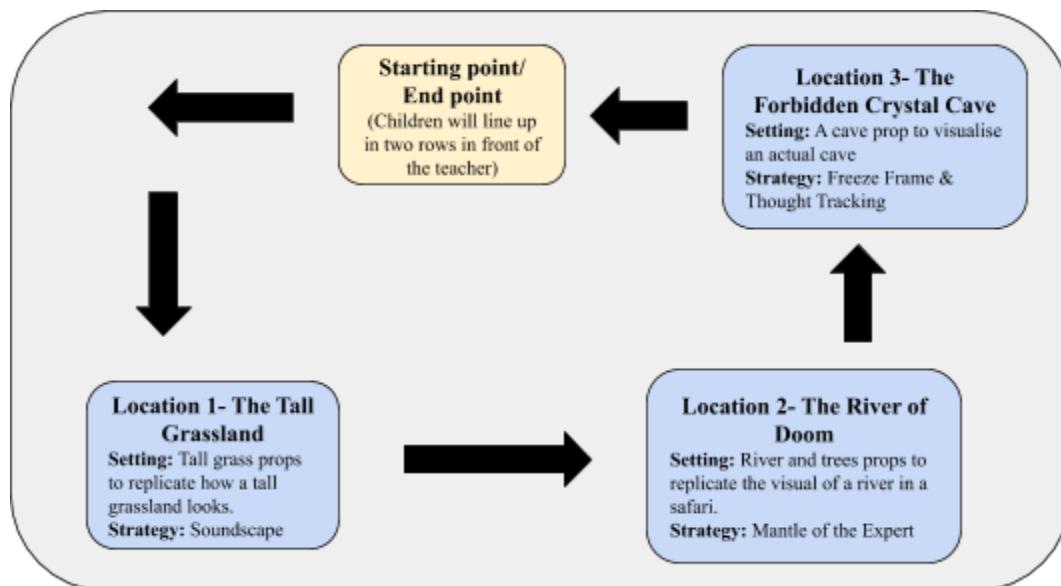 Starting point/
End point
(Children will line up
in two rows in front of
the teacher)
Location 1- The Tall
Grassland
Setting: Tall grass props
to replicate how a tall
grassland looks.
Strategy: Soundscape
Location 2- The River of
Doom
Setting: River and trees props to
replicate the visual of a river in a
safari.
Strategy: Mantle of the Expert
Location 3- The
Forbidden Crystal Cave
Setting: A cave prop to visualise
an actual cave
Strategy: Freeze Frame &
Thought Tracking